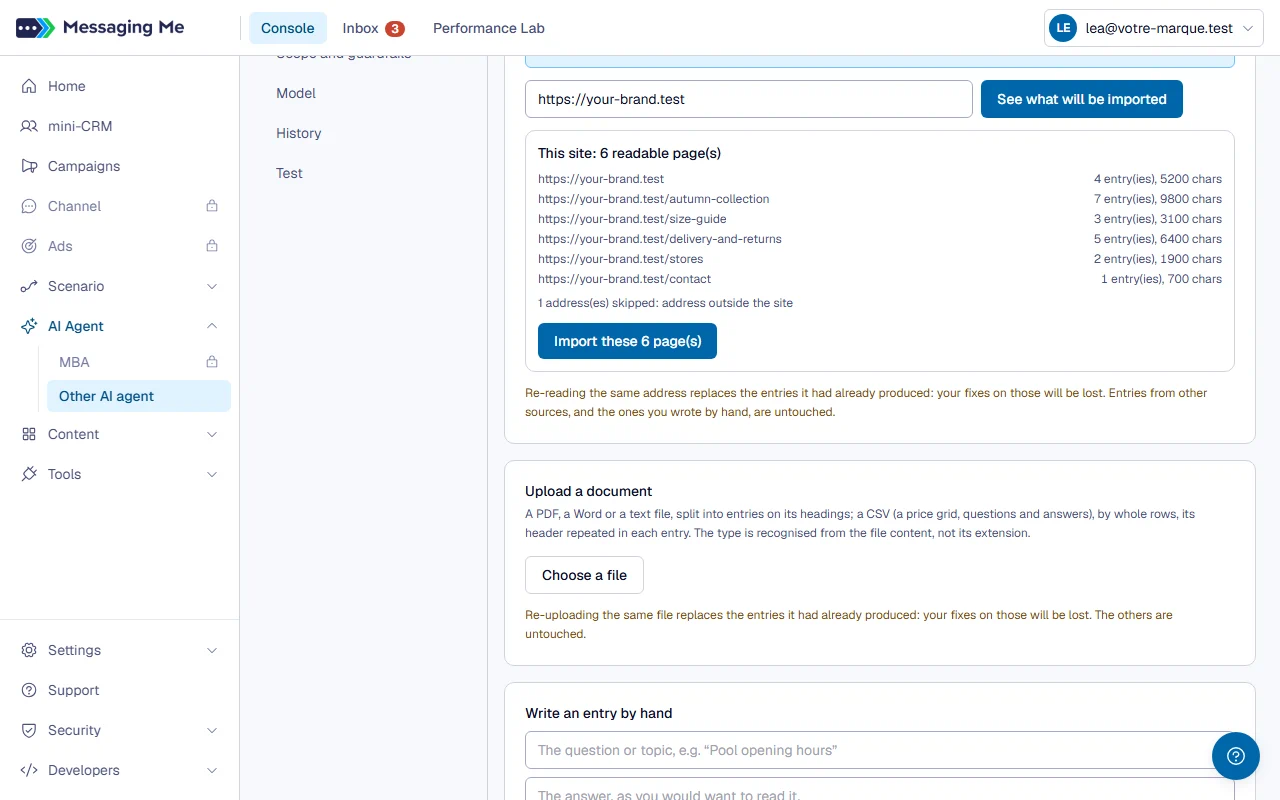 Messaging Me
Console
Inbox 3
Performance Lab
LE lea@votre-marque.test
Home
mini-CRM
Campaigns
Channel
Ads
Scenario
AI Agent
MBA
Other AI agent
Content
Tools
Settings
Support
Security
Developers
Scope and guardrails
Model
History
Test
https://your-brand.test
See what will be imported
This site: 6 readable page(s)
https://your-brand.test 4 entry(ies), 5200 chars
https://your-brand.test/autumn-collection 7 entry(ies), 9800 chars
https://your-brand.test/size-guide 3 entry(ies), 3100 chars
https://your-brand.test/delivery-and-returns 5 entry(ies), 6400 chars
https://your-brand.test/stores 2 entry(ies), 1900 chars
https://your-brand.test/contact 1 entry(ies), 700 chars
1 address(es) skipped: address outside the site
Import these 6 page(s)
Re-reading the same address replaces the entries it had already produced: your fixes on those will be lost. Entries from other
sources, and the ones you wrote by hand, are untouched.
Upload a document
A PDF, a Word or a text file, split into entries on its headings; a CSV (a price grid, questions and answers), by whole rows, its
header repeated in each entry. The type is recognised from the file content, not its extension.
Choose a file
Re-uploading the same file replaces the entries it had already produced: your fixes on those will be lost. The others are
untouched.
Write an entry by hand
The question or topic, e.g. “Pool opening hours”
The answer, as you would want to read it.